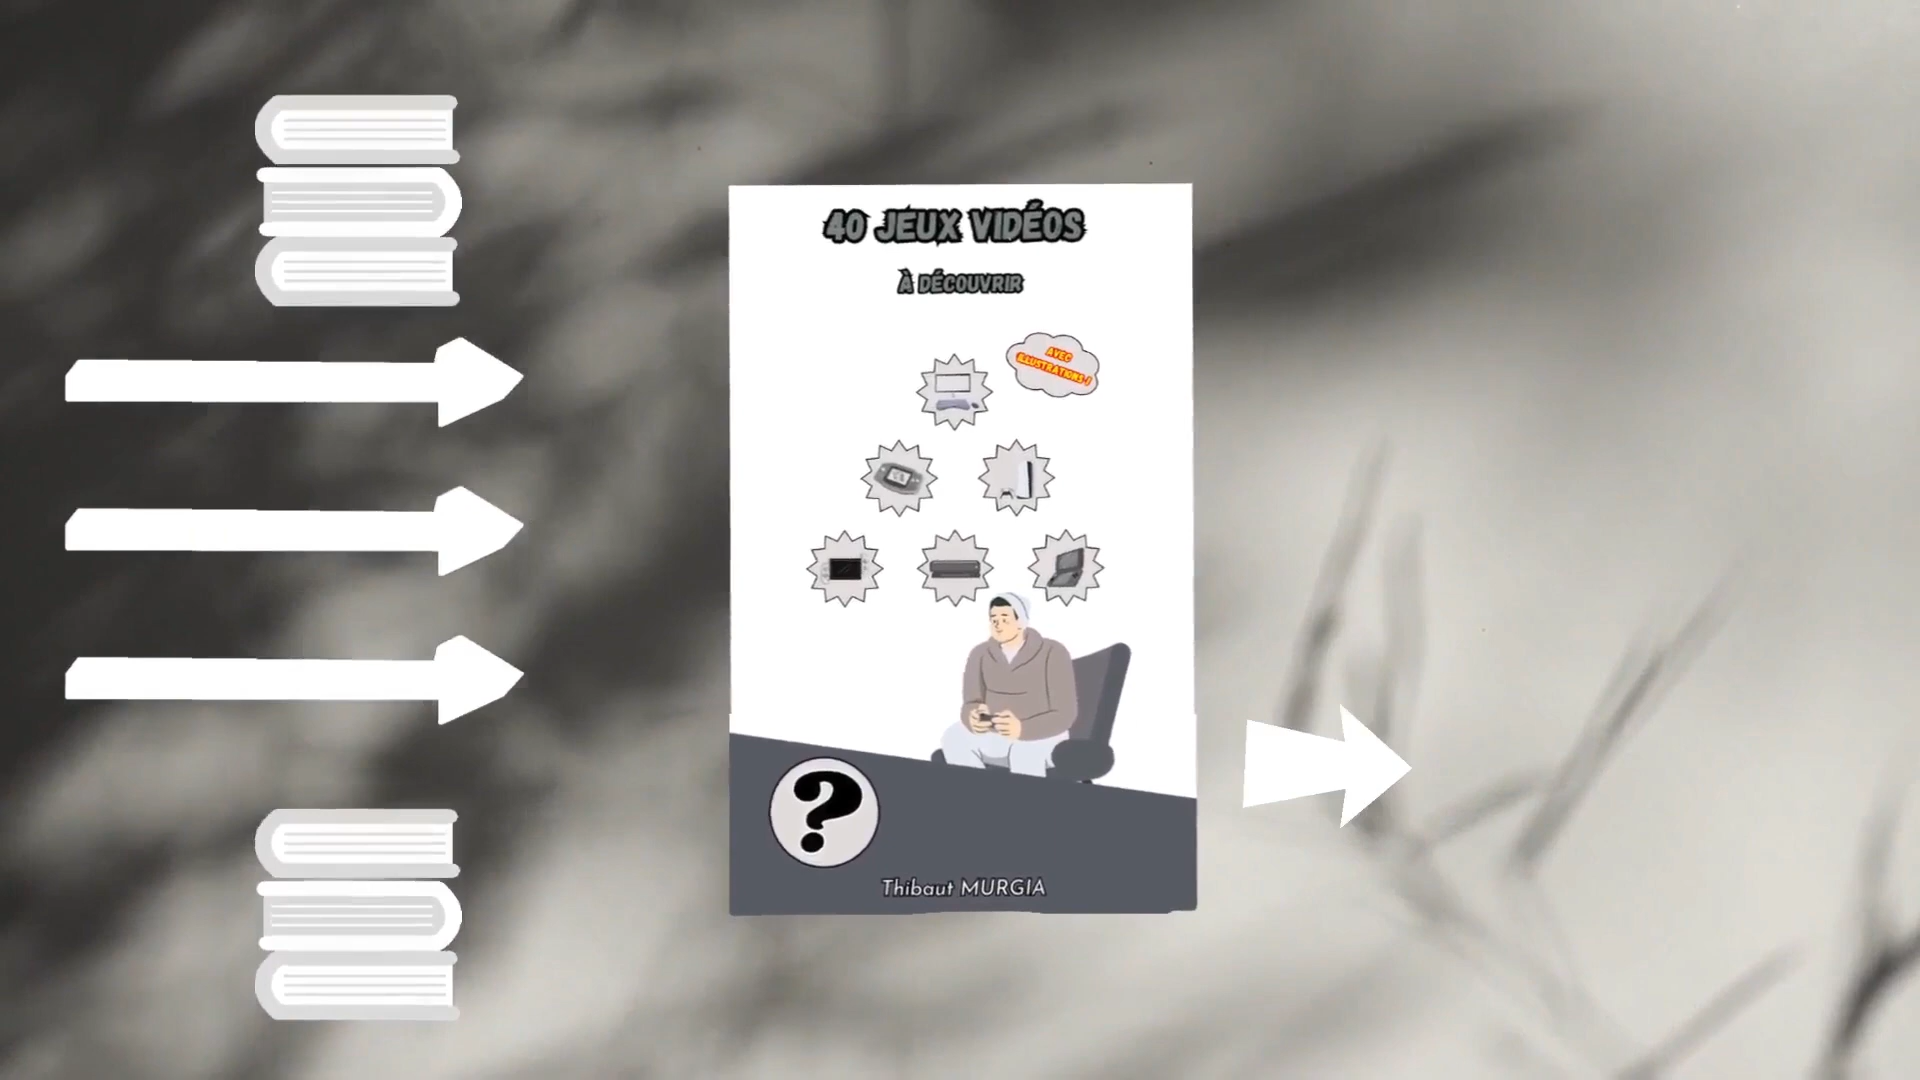 40 JEUX VIDÉOS
À DÉCOUVRIR
AVEC
ILLUSTRATIONS !
?
Thibaut MURGIA